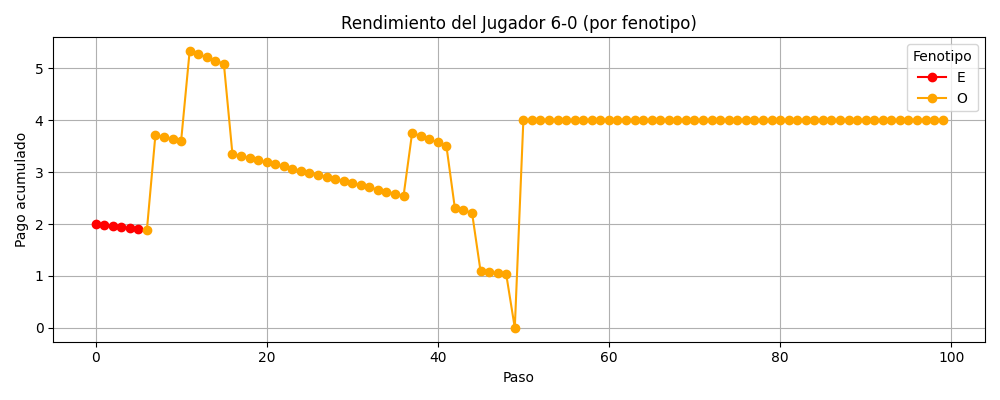 Rendimiento del Jugador 6-0 (por fenotipo)
Fenotipo
E
O
Pago acumulado
5
4
3
2
1
0
0 20 40 60 80 100
Paso